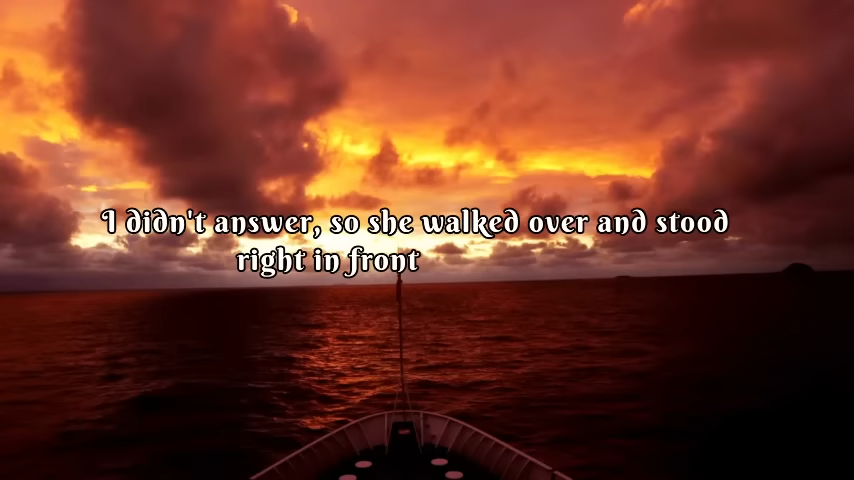 I didn't answer, so she walked over and stood
right in front